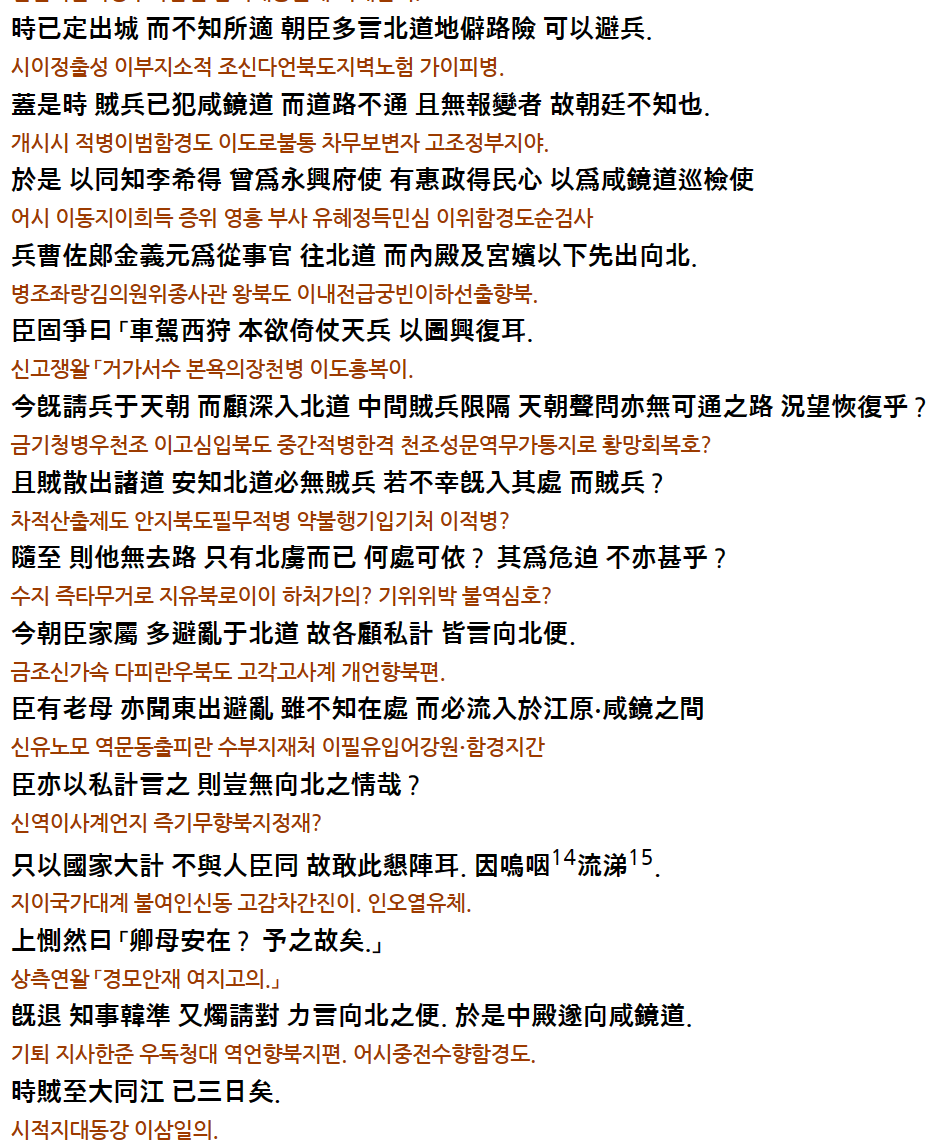 時已定出城 而不知所適 朝臣多言北道地僻路險 可以避兵.
시이정출성 이부지소적 조신다언북도지벽노험 가이피병.
蓋是時 賊兵已犯咸鏡道 而道路不通 且無報變者 故朝廷不知也.
개시시 적병이범함경도 이도로불통 차무보변자 고조정부지야.
於是 以同知李希得 曾爲永興府使 有惠政得民心 以爲咸鏡道巡檢使
어시 이동지이희득 증위 영흥 부사 유혜정득민심 이위함경도순검사
兵曹佐郞金義元爲從事官 往北道 而內殿及宮嬪以下先出向北.
병조좌랑김의원위종사관 왕북도 이내전급궁빈이하선출향북.
臣固爭曰 ｢車駕西狩 本欲倚仗天兵 以圖興復耳.
신고쟁왈 ｢거가서수 본욕의장천병 이도흥복이.
今旣請兵于天朝 而顧深入北道 中間賊兵限隔 天朝聲問亦無可通之路 況望恢復乎 ?
금기청병우천조 이고심입북도 중간적병한격 천조성문역무가통지로 황망회복호?
且賊散出諸道 安知北道必無賊兵 若不幸旣入其處 而賊兵 ?
차적산출제도 안지북도필무적병 약불행기입기처 이적병?
隨至 則他無去路 只有北虜而已 何處可依 ? 其爲危迫 不亦甚乎 ?
수지 즉타무거로 지유북로이이 하처가의? 기위위박 불역심호?
今朝臣家屬 多避亂于北道 故各顧私計 皆言向北便.
금조신가속 다피란우북도 고각고사계 개언향북편.
臣有老母 亦聞東出避亂 雖不知在處 而必流入於江原·咸鏡之間
신유노모 역문동출피란 수부지재처 이필유입어강원·함경지간
臣亦以私計言之 則豈無向北之情哉 ?
신역이사계언지 즉기무향북지정재?
只以國家大計 不與人臣同 故敢此懇陣耳. 因嗚咽14流涕15.
지이국가대계 불여인신동 고감차간진이. 인오열유체.
上惻然曰 ｢卿母安在 ? 予之故矣.｣
상측연왈 ｢경모안재 여지고의.｣
旣退 知事韓準 又燭請對 力言向北之便. 於是中殿遂向咸鏡道.
기퇴 지사한준 우독청대 역언향북지편. 어시중전수향함경도.
時賊至大同江 已三日矣.
시적지대동강 이삼일의.